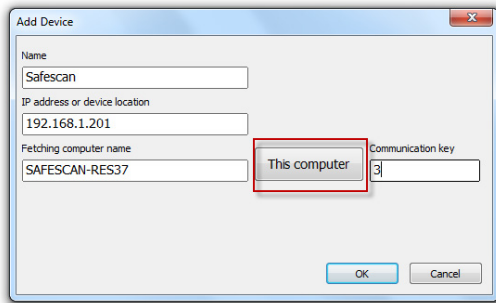 Add Device
Name
Safescan
IP address or device location
192.168.1.201
Fetching computer name
Communication key
SAFESCAN-RES37
This computer
3
OK
Cancel